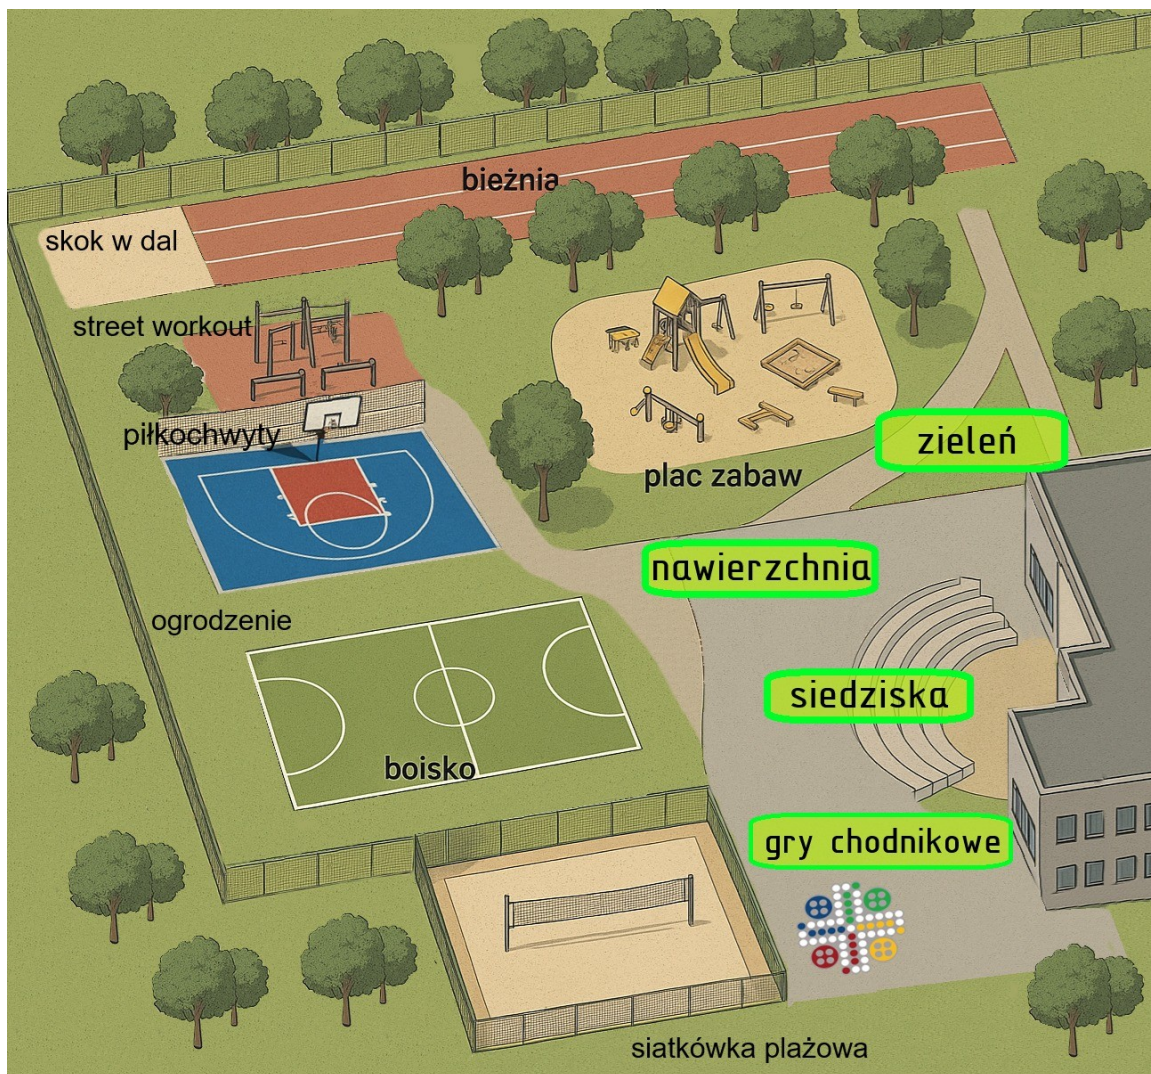 bieżnia
skok w dal
street workout
piłkochwyty
zieleń
plac zabaw
nawierzchnia
ogrodzenie
siedziska
boisko
gry chodnikowe
siatkówka plażowa